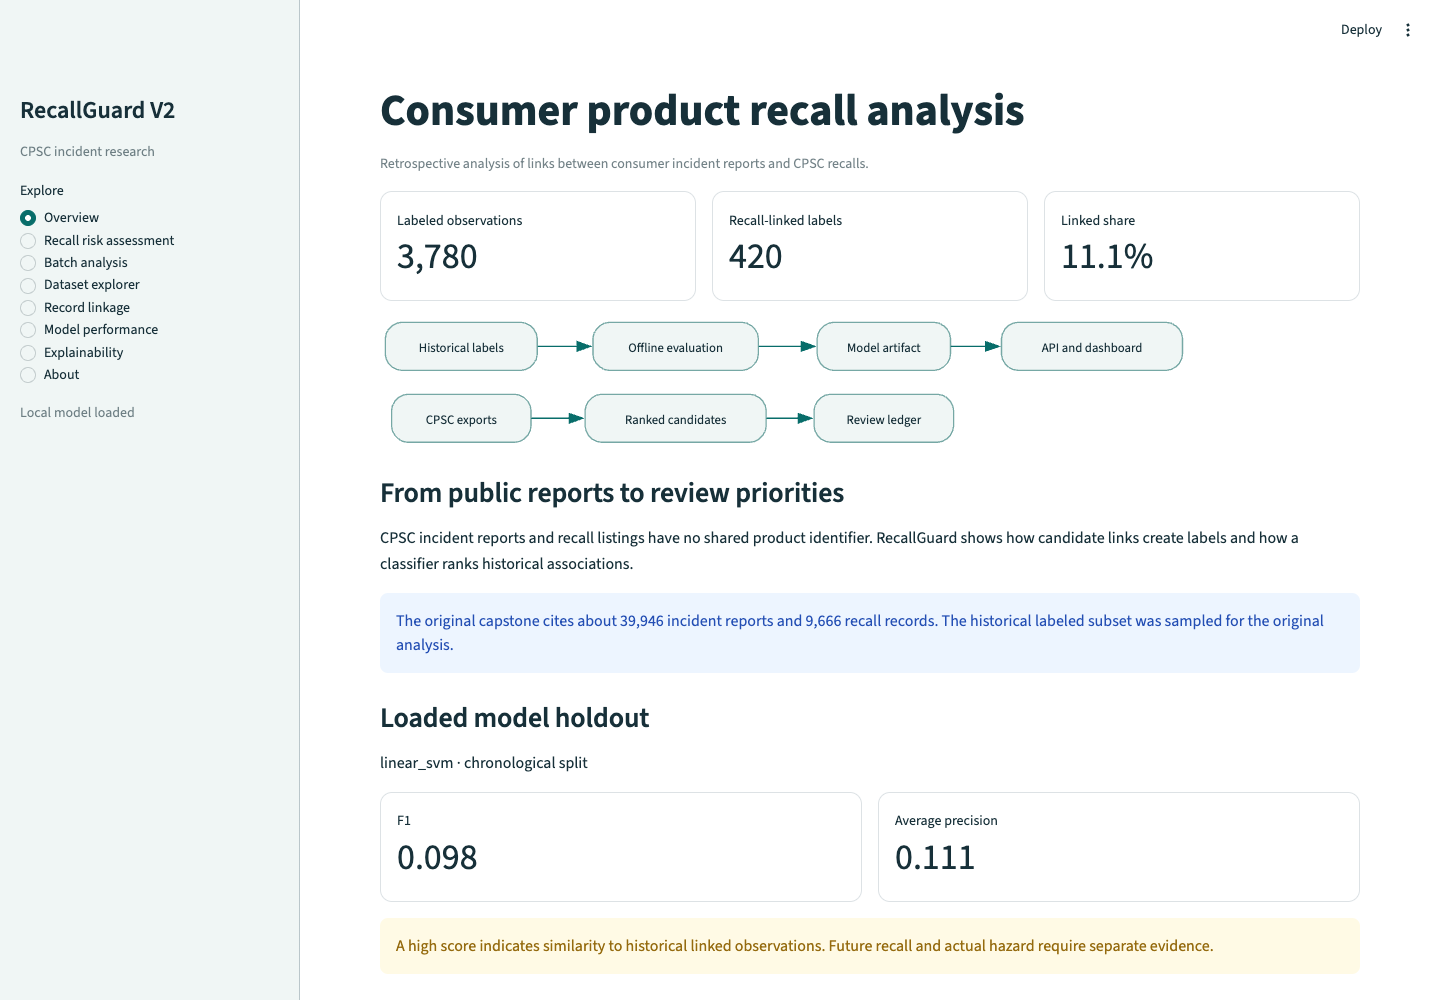 Deploy
RecallGuard V2
CPSC incident research
Explore
Overview
Recall risk assessment
Batch analysis
Dataset explorer
Record linkage
Model performance
Explainability
About
Local model loaded
Consumer product recall analysis
Retrospective analysis of links between consumer incident reports and CPSC recalls.
Labeled observations
3,780
Recall-linked labels
420
Linked share
11.1%
Historical labels
Offline evaluation
Model artifact
API and dashboard
CPSC exports
Ranked candidates
Review ledger
From public reports to review priorities
CPSC incident reports and recall listings have no shared product identifier. RecallGuard shows how candidate links create labels and how a
classifier ranks historical associations.
The original capstone cites about 39,946 incident reports and 9,666 recall records. The historical labeled subset was sampled for the original
analysis.
Loaded model holdout
linear_svm · chronological split
F1
0.098
Average precision
0.111
A high score indicates similarity to historical linked observations. Future recall and actual hazard require separate evidence.